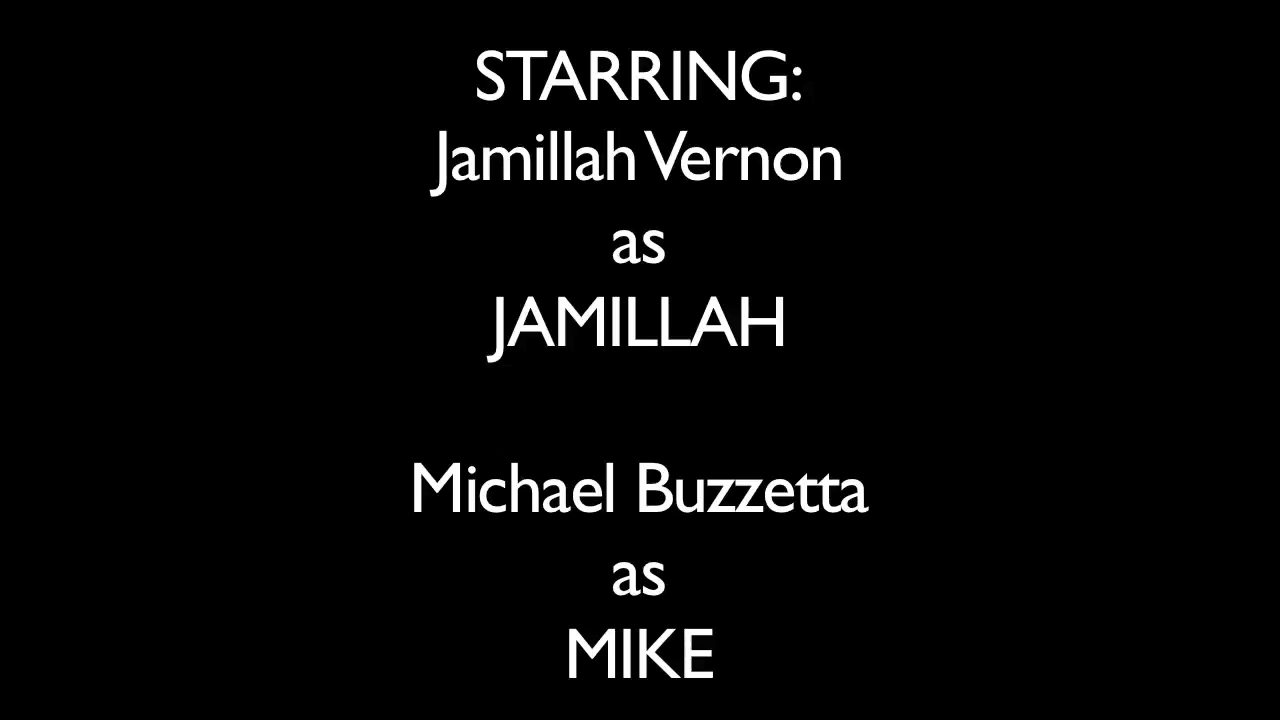 STARRING:
Jamillah Vernon
as
JAMILLAH
Michael Buzzetta
as
MIKE